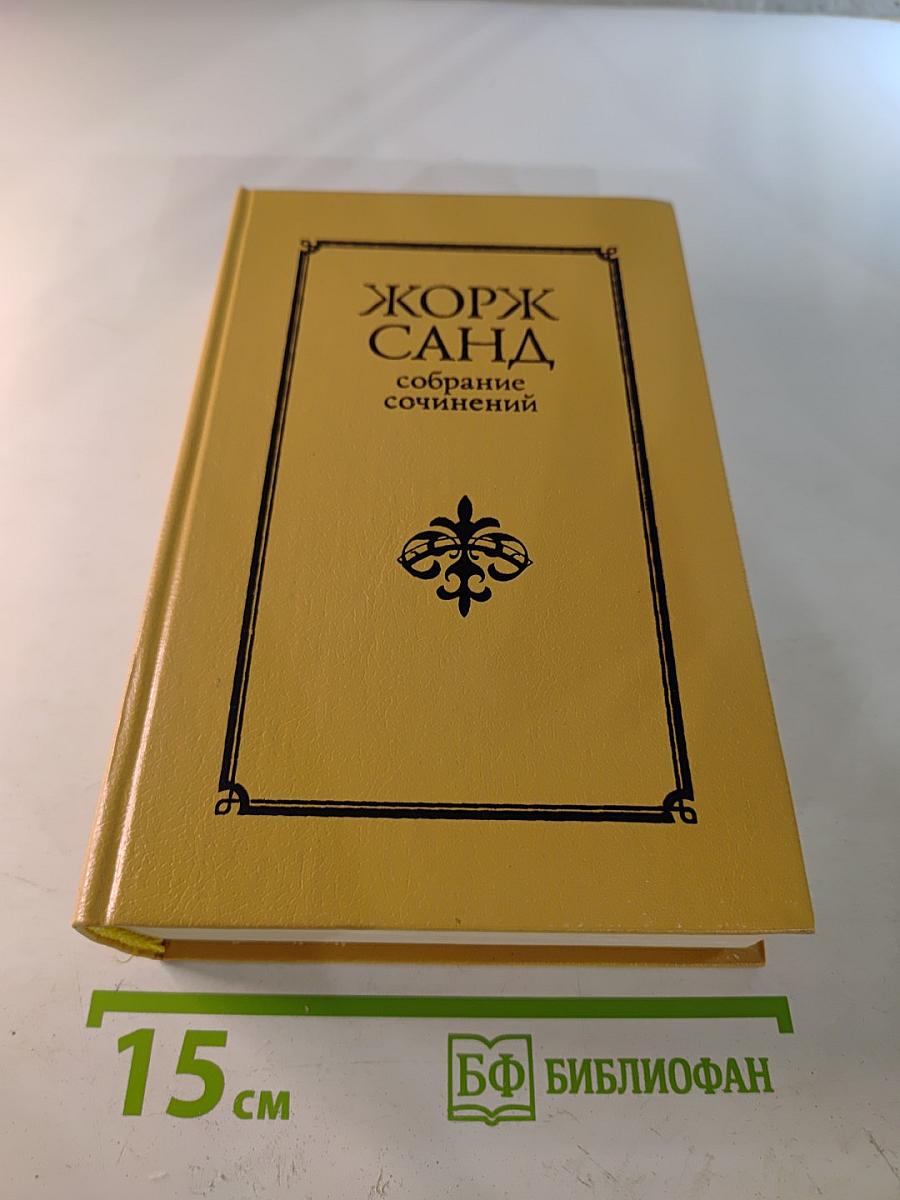 ЖОРЖ
САНД
собрание
сочинений
15 см
БФ БИБЛИОФАН